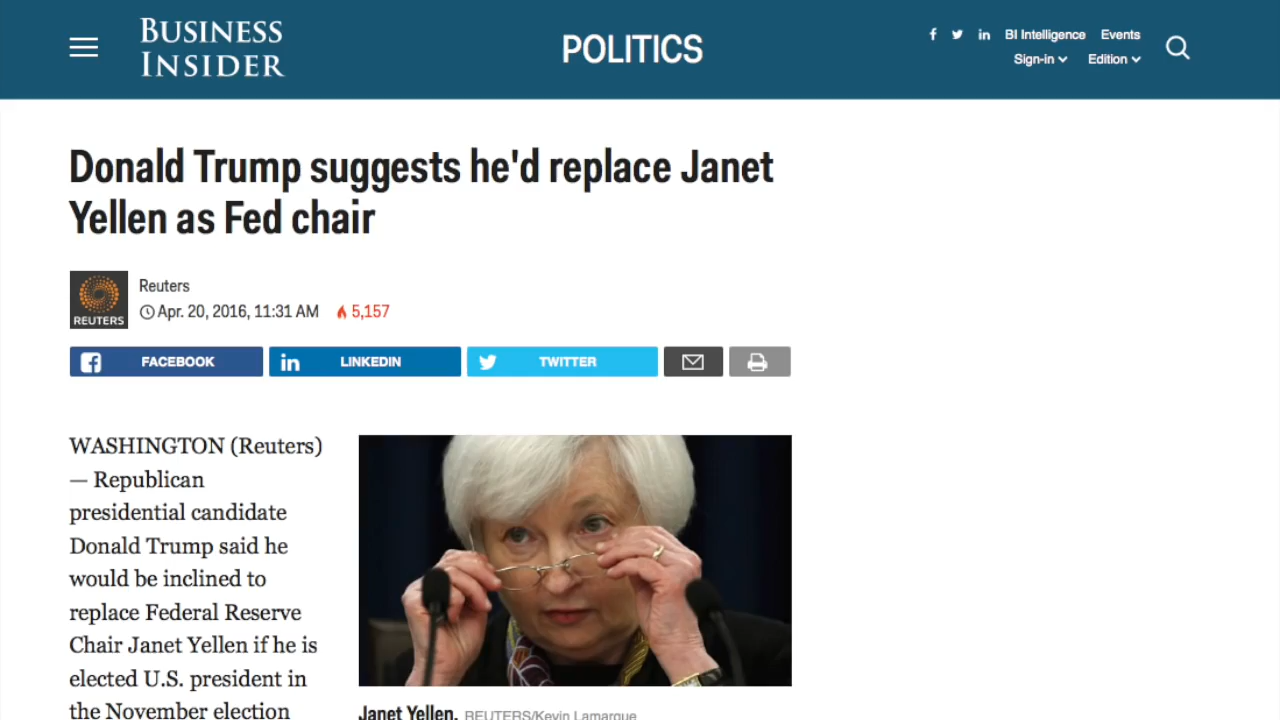 BUSINESS
INSIDER
POLITICS
BI Intelligence Events
Sign-in Edition
Donald Trump suggests he'd replace Janet
Yellen as Fed chair
REUTERS
Reuters
Apr. 20, 2016, 11:31 AM 5,157
FACEBOOK
LINKEDIN
TWITTER
WASHINGTON (Reuters)
— Republican
presidential candidate
Donald Trump said he
would be inclined to
replace Federal Reserve
Chair Janet Yellen if he is
elected U.S. president in
the November election
Janet Yellen. REUTERS/Kevin Lamarque